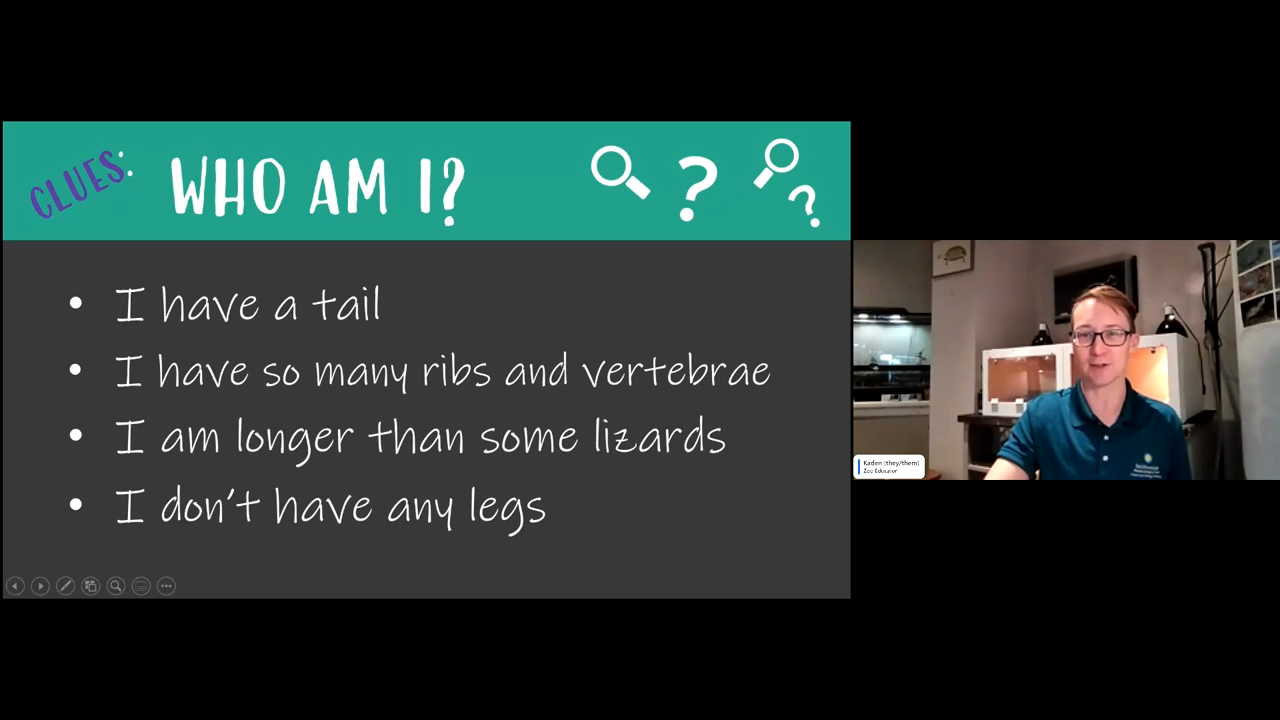 CLUES:
WHO AM I?
• I have a tail
• I have so many ribs and vertebrae
• I am longer than some lizards
• I don't have any legs
Kaden (they/them)
Zoo Educator
Smithsonian